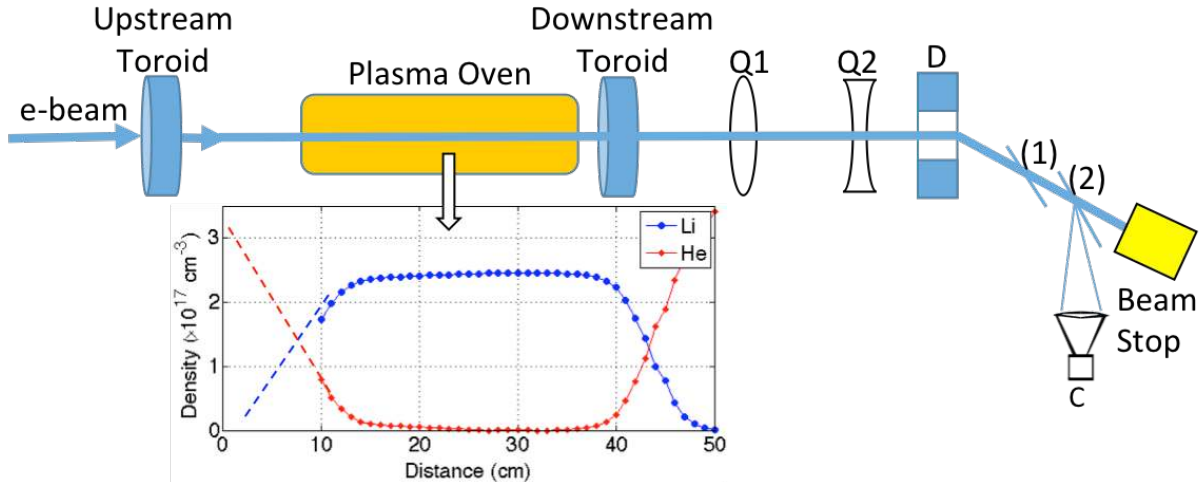 Upstream
Toroid
Downstream
Toroid
Plasma Oven
Q1
Q2
D
e-beam
(1)
(2)
Beam
Stop
C
Li
He
Density (×10¹⁷ cm⁻³)
3
2
1
0
0 10 20 30 40 50
Distance (cm)